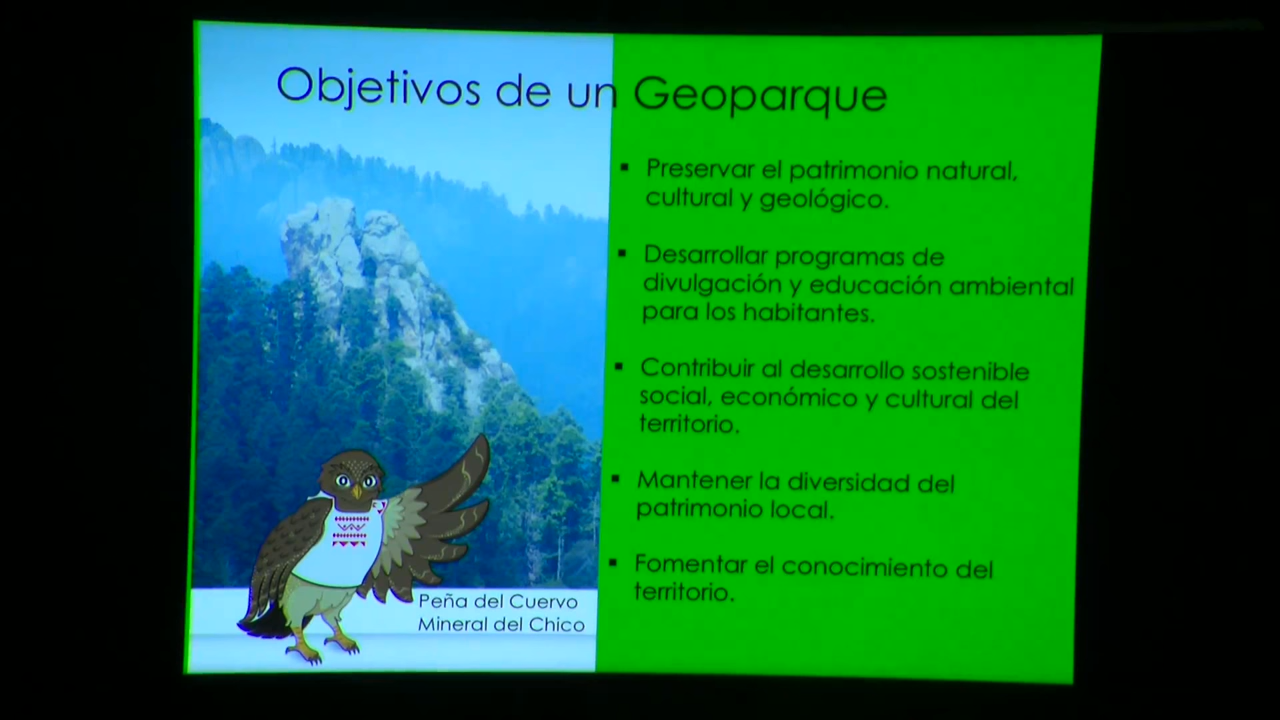 Objetivos de un Geoparque
▪ Preservar el patrimonio natural,
cultural y geológico.
▪ Desarrollar programas de
divulgación y educación ambiental
para los habitantes.
▪ Contribuir al desarrollo sostenible
social, económico y cultural del
territorio.
▪ Mantener la diversidad del
patrimonio local.
▪ Fomentar el conocimiento del
territorio.
Peña del Cuervo
Mineral del Chico